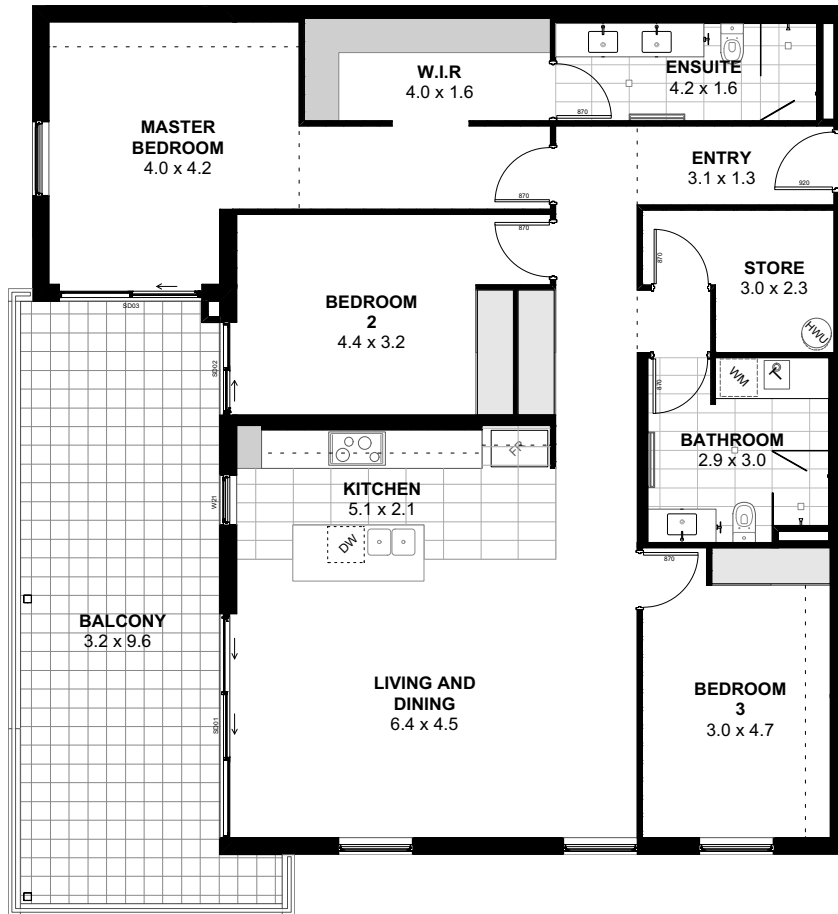 W.I.R
4.0 x 1.6
ENSUITE
4.2 x 1.6
870
MASTER
BEDROOM
4.0 x 4.2
ENTRY
3.1 x 1.3
870
920
870
870
STORE
3.0 x 2.3
HWU
BEDROOM
2
4.4 x 3.2
SD03
SD02
WM
870
BATHROOM
2.9 x 3.0
FR
KITCHEN
5.1 x 2.1
W21
DW
870
BALCONY
3.2 x 9.6
LIVING AND
DINING
6.4 x 4.5
BEDROOM
3
3.0 x 4.7
SD01